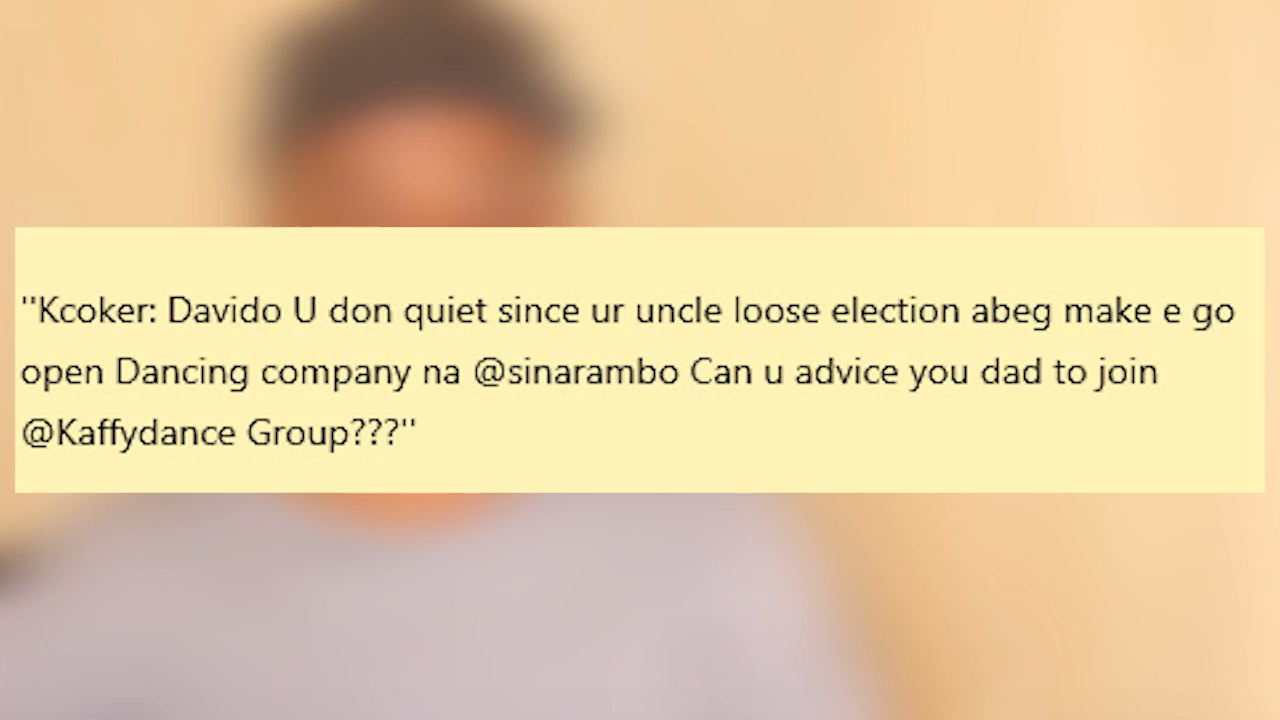 "Kcoker: Davido U don quiet since ur uncle loose election abeg make e go
open Dancing company na @sinarambo Can u advice you dad to join
@Kaffydance Group???"